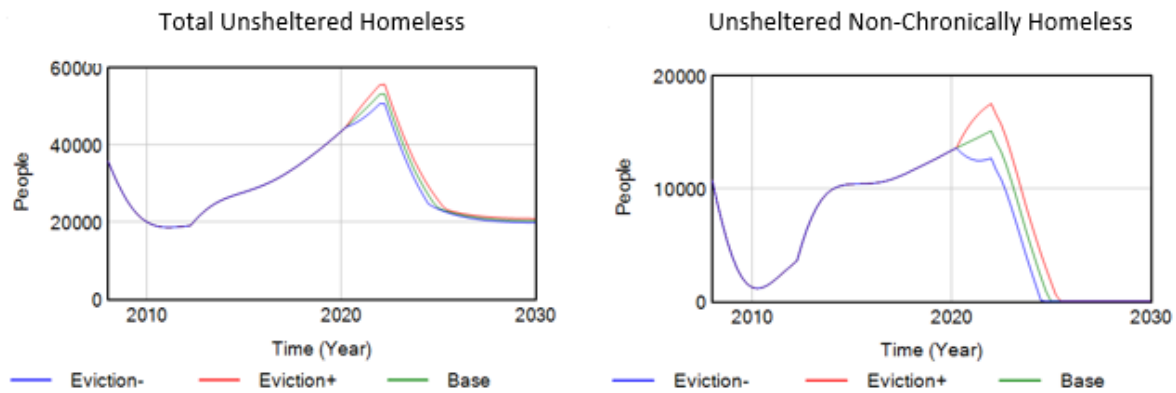 Total Unsheltered Homeless
60000
40000
20000
0
People
2010
2020
2030
Time (Year)
Eviction-
Eviction+
Base
Unsheltered Non-Chronically Homeless
20000
10000
0
People
2010
2020
2030
Time (Year)
Eviction-
Eviction+
Base